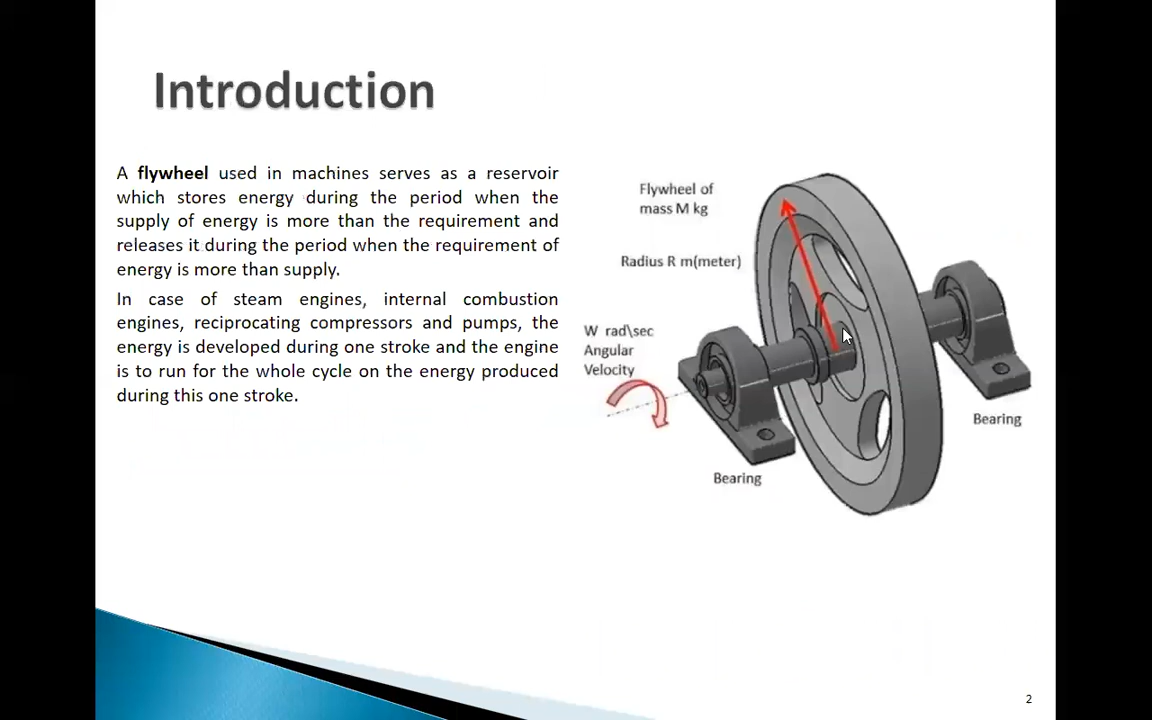 Introduction
A flywheel used in machines serves as a reservoir
which stores energy during the period when the
supply of energy is more than the requirement and
releases it during the period when the requirement of
energy is more than supply.
In case of steam engines, internal combustion
engines, reciprocating compressors and pumps, the
energy is developed during one stroke and the engine
is to run for the whole cycle on the energy produced
during this one stroke.
Flywheel of
mass M kg
Radius R m(meter)
W rad\sec
Angular
Velocity
Bearing
Bearing
2